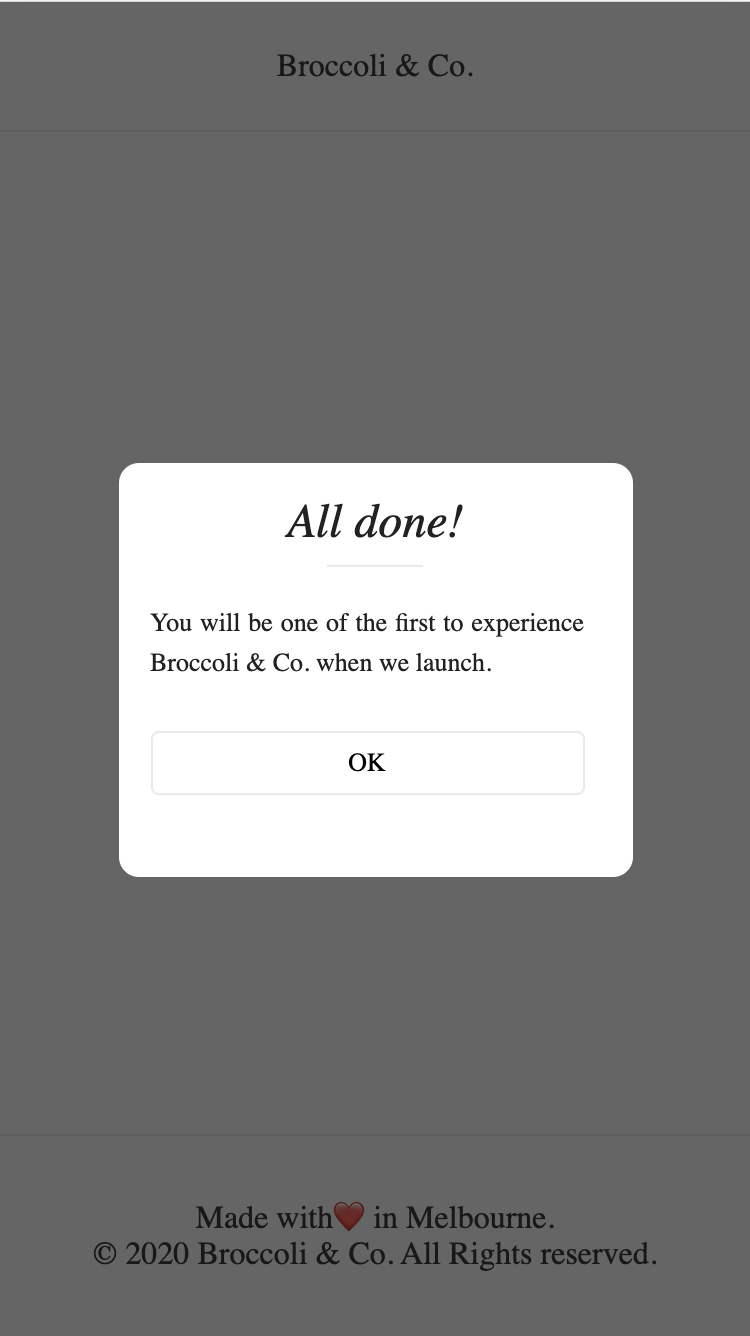 Broccoli & Co.
All done!
You will be one of the first to experience
Broccoli & Co. when we launch.
OK
Made with❤️ in Melbourne.
© 2020 Broccoli & Co. All Rights reserved.